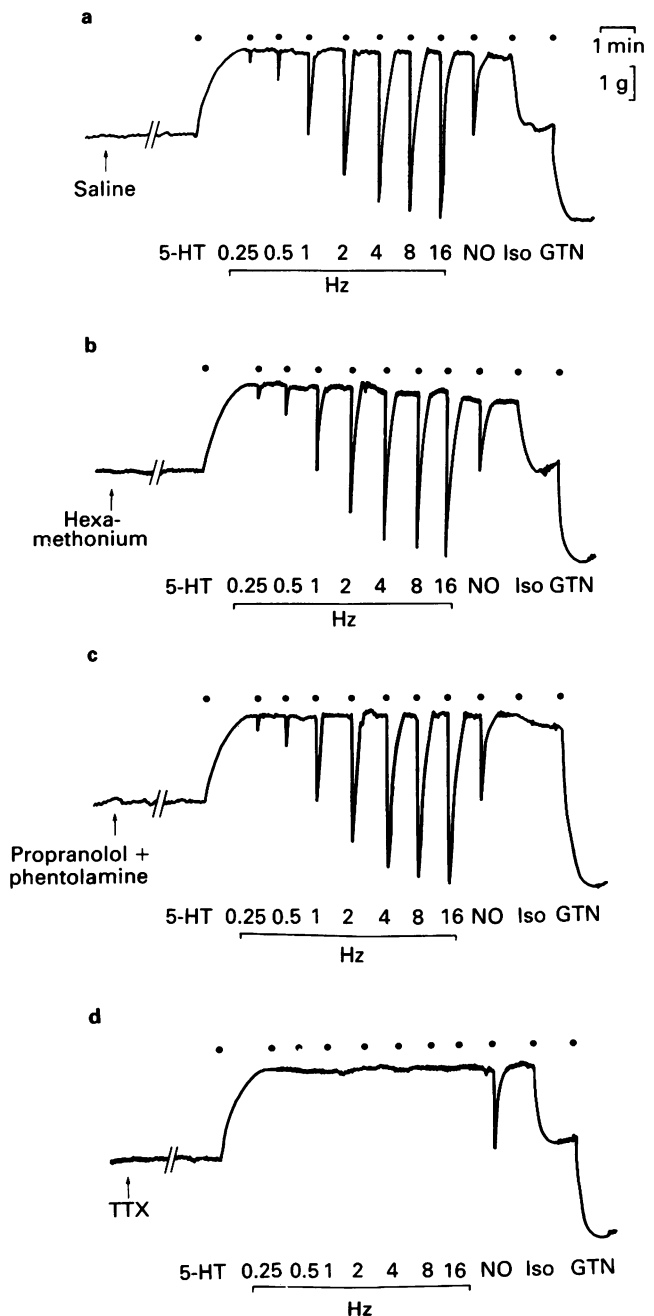 a
1 min
1 g
Saline
5-HT 0.25 0.5 1 2 4 8 16 NO Iso GTN
Hz
b
Hexa-
methonium
5-HT 0.25 0.5 1 2 4 8 16 NO Iso GTN
Hz
c
Propranolol +
phentolamine
5-HT 0.25 0.5 1 2 4 8 16 NO Iso GTN
Hz
d
TTX
5-HT 0.25 0.5 1 2 4 8 16 NO Iso GTN
Hz